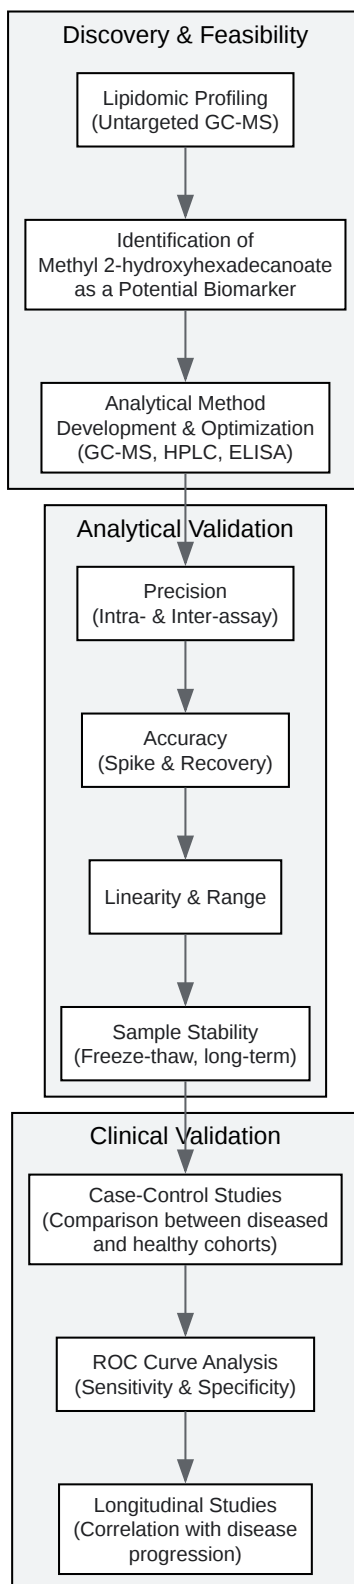 Discovery & Feasibility
Lipidomic Profiling
(Untargeted GC-MS)
Identification of
Methyl 2-hydroxyhexadecanoate
as a Potential Biomarker
Analytical Method
Development & Optimization
(GC-MS, HPLC, ELISA)
Analytical Validation
Precision
(Intra- & Inter-assay)
Accuracy
(Spike & Recovery)
Linearity & Range
Sample Stability
(Freeze-thaw, long-term)
Clinical Validation
Case-Control Studies
(Comparison between diseased
and healthy cohorts)
ROC Curve Analysis
(Sensitivity & Specificity)
Longitudinal Studies
(Correlation with disease
progression)